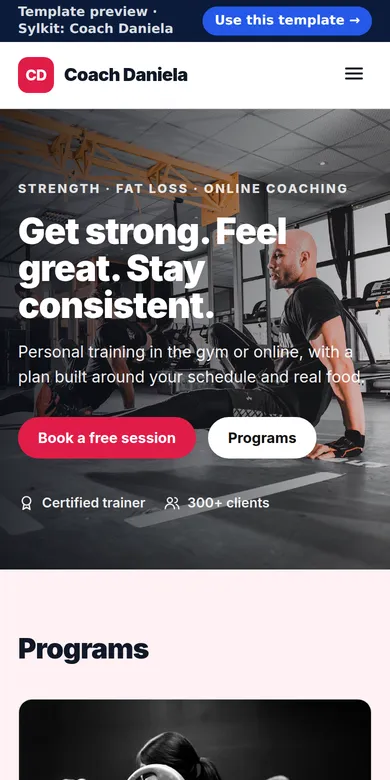 Template preview ·
Sylkit: Coach Daniela
Use this template →
CD
Coach Daniela
STRENGTH · FAT LOSS · ONLINE COACHING
Get strong. Feel
great. Stay
consistent.
Personal training in the gym or online, with a
plan built around your schedule and real food.
Book a free session
Programs
Certified trainer
300+ clients
Programs